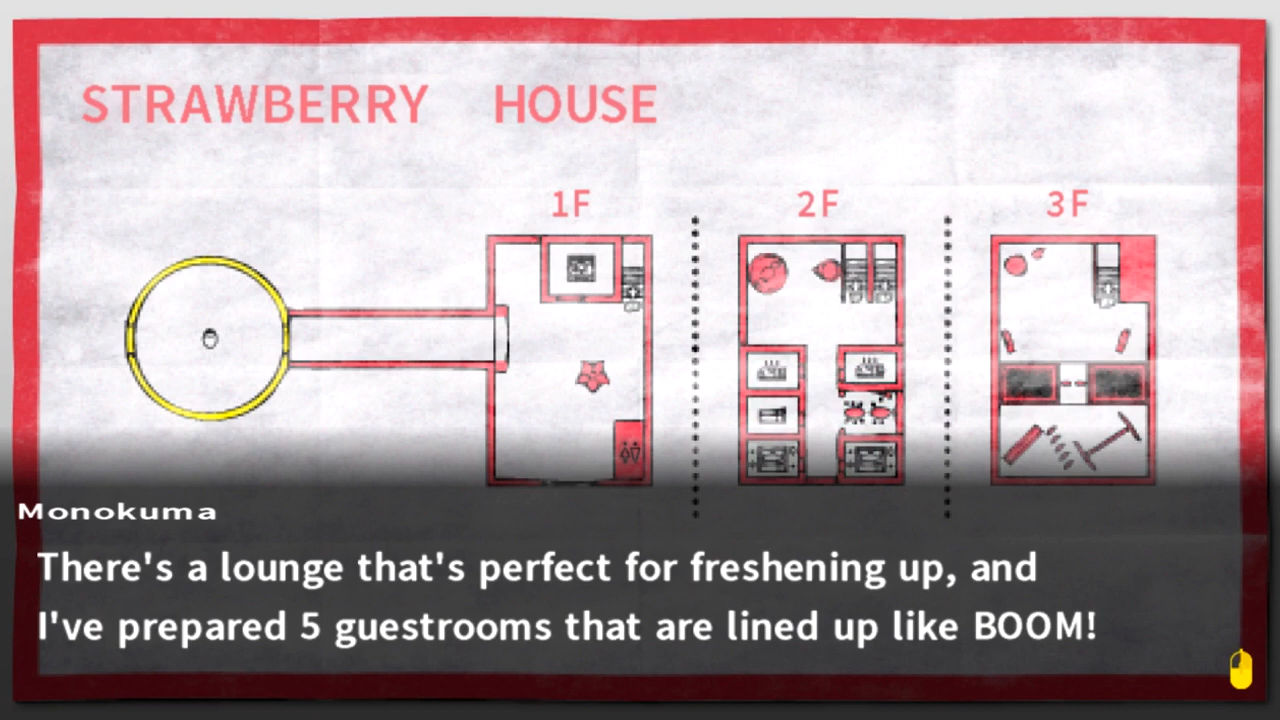 STRAWBERRY HOUSE
1F 2F 3F
Monokuma
There's a lounge that's perfect for freshening up, and
I've prepared 5 guestrooms that are lined up like BOOM!